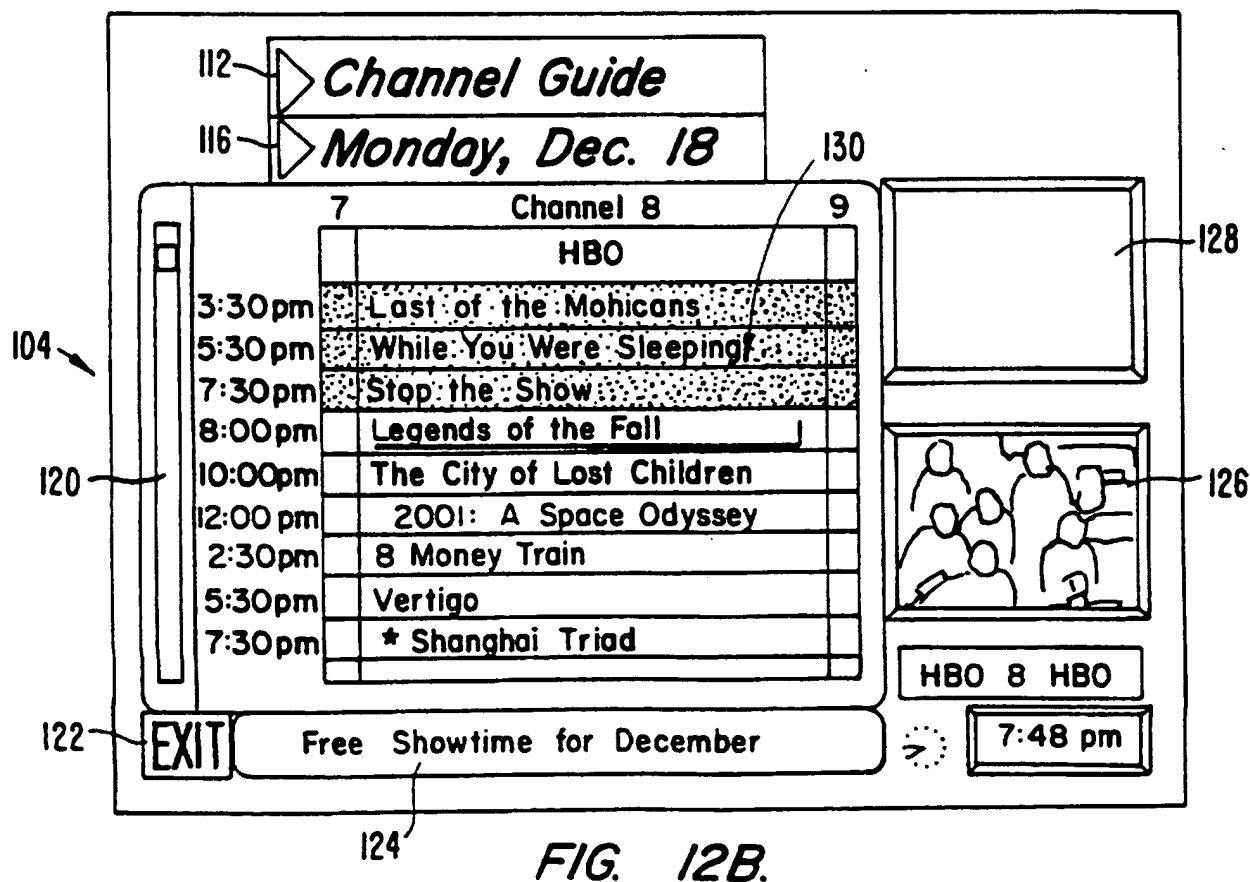 112 Channel Guide
116 Monday, Dec. 18
130
7 Channel 8 9
HBO
128
3:30pm Last of the Mohicans
104
5:30pm While You Were Sleeping
7:30pm Stop the Show
8:00pm Legends of the Fall
120
10:00pm The City of Lost Children
126
12:00 pm 2001: A Space Odyssey
2:30pm 8 Money Train
5:30pm Vertigo
7:30pm * Shanghai Triad
HBO 8 HBO
122 EXIT Free Showtime for December 7:48 pm
124
FIG. 12B.